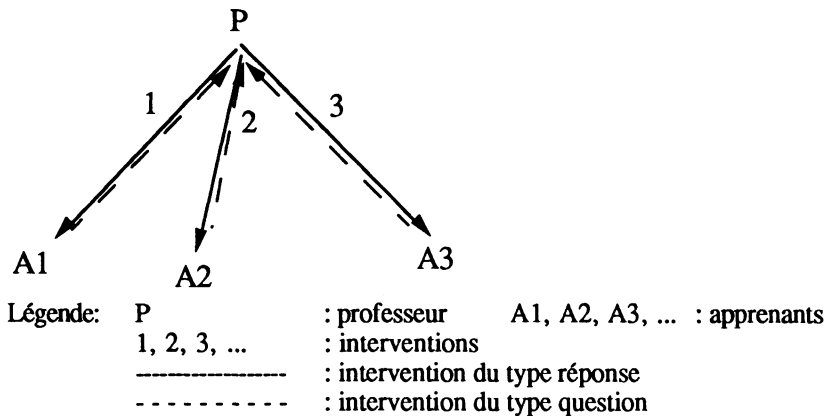 P
1 2 3
A1 A2 A3
Légende: P : professeur A1, A2, A3, ... : apprenants
1, 2, 3, ... : interventions
: intervention du type réponse
: intervention du type question